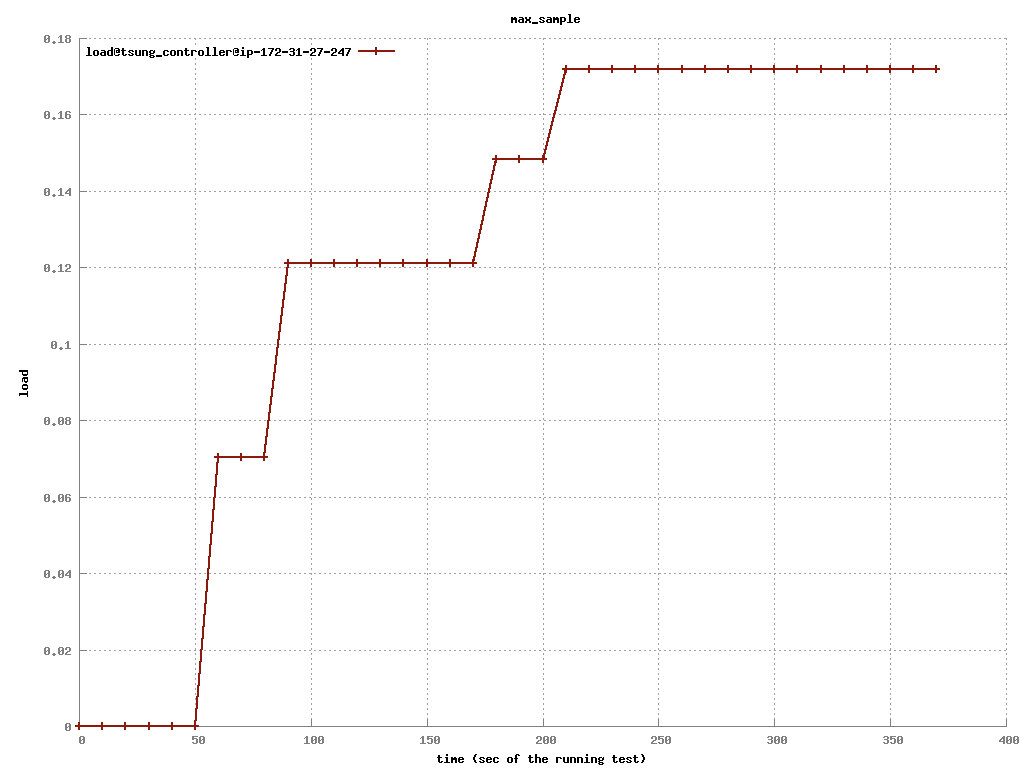 max_sample
load@tsung_controller@ip-172-31-27-247
0.18
0.16
0.14
0.12
0.1
0.08
0.06
0.04
0.02
0
load
0 50 100 150 200 250 300 350 400
time (sec of the running test)